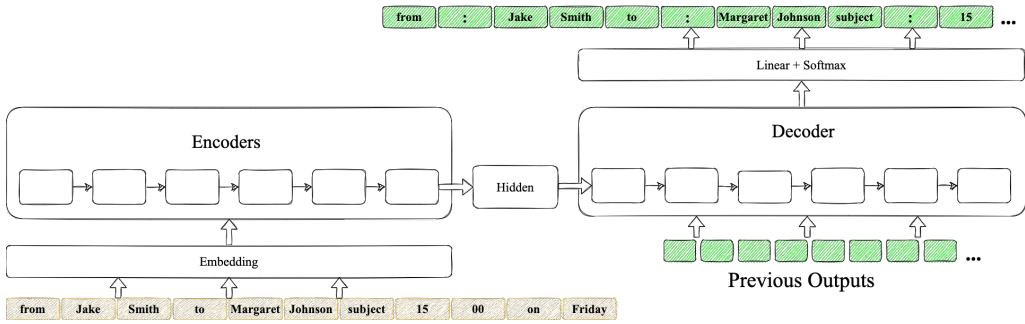 from : Jake Smith to : Margaret Johnson subject : 15 ...
Linear + Softmax
Encoders
Decoder
Hidden
Embedding
...
Previous Outputs
from Jake Smith to Margaret Johnson subject 15 00 on Friday